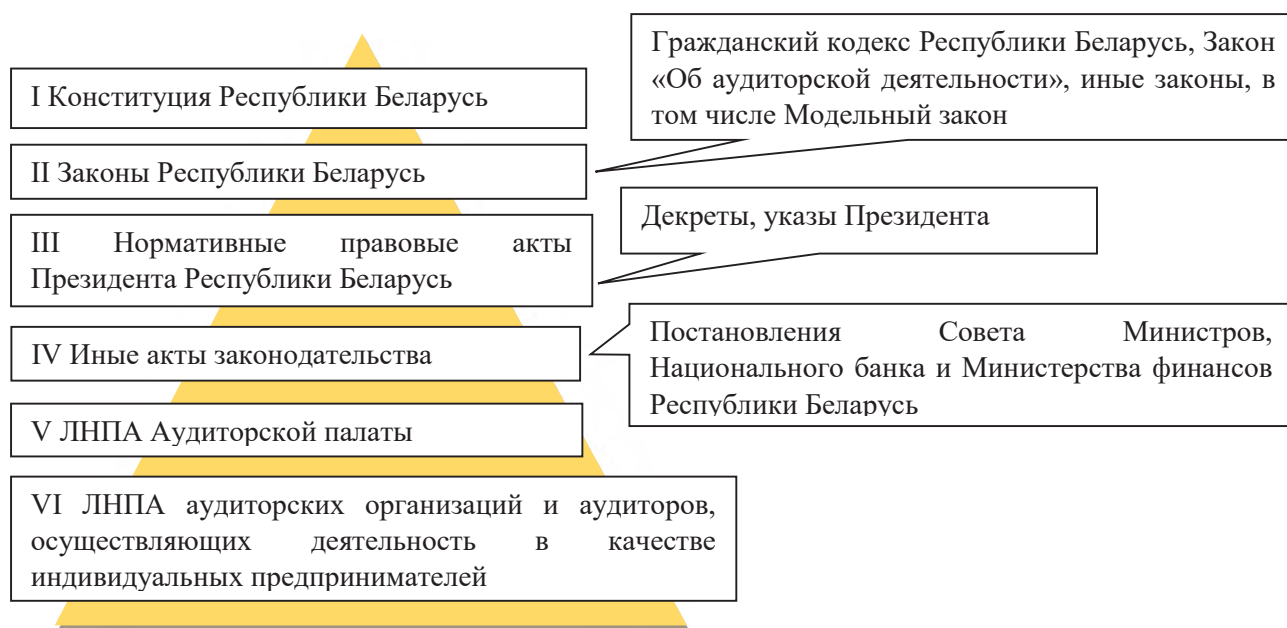 I Конституция Республики Беларусь
Гражданский кодекс Республики Беларусь, Закон
«Об аудиторской деятельности», иные законы, в
том числе Модельный закон
II Законы Республики Беларусь
Декреты, указы Президента
III Нормативные правовые акты
Президента Республики Беларусь
IV Иные акты законодательства
Постановления Совета Министров,
Национального банка и Министерства финансов
Республики Беларусь
V ЛНПА Аудиторской палаты
VI ЛНПА аудиторских организаций и аудиторов,
осуществляющих деятельность в качестве
индивидуальных предпринимателей